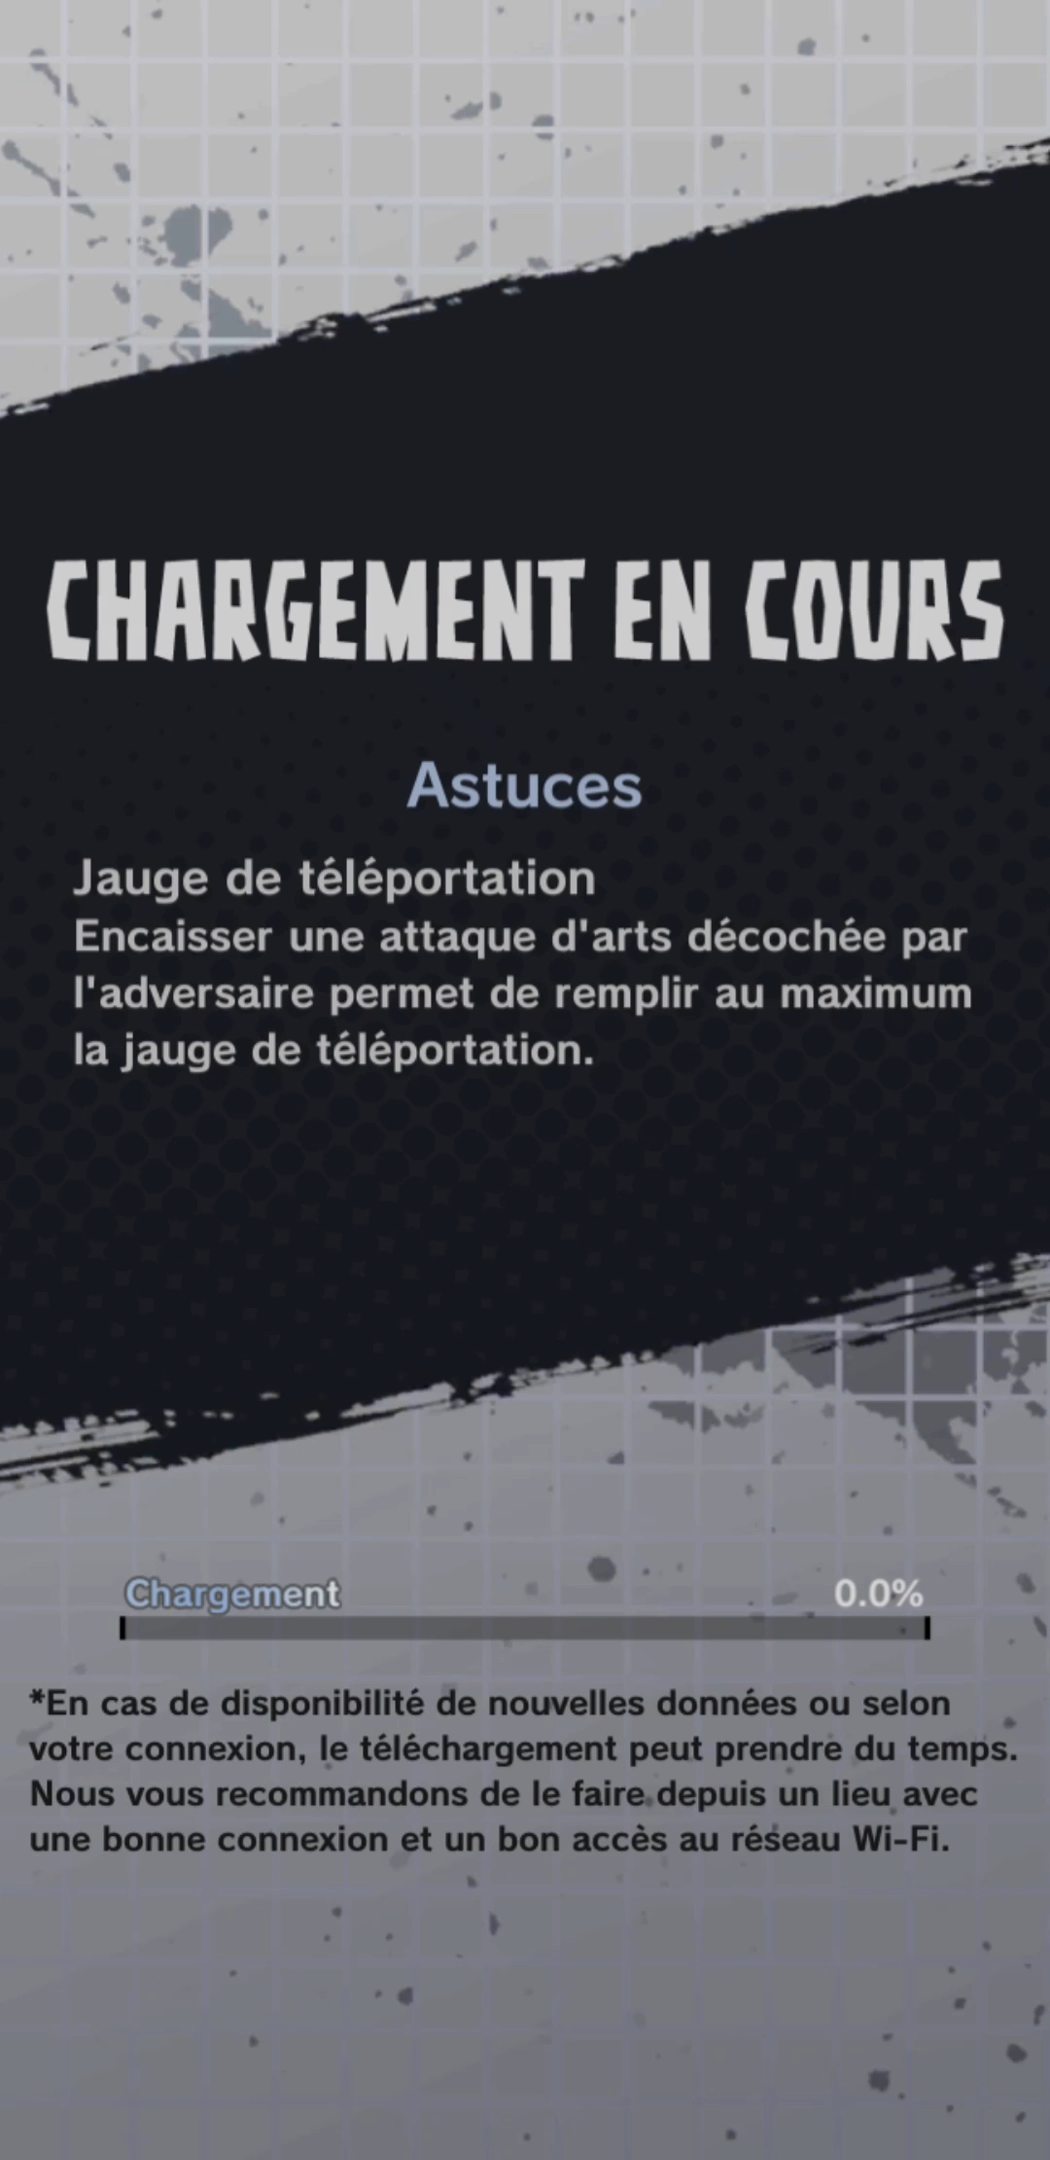 CHARGEMENT EN COURS
Astuces
Jauge de téléportation
Encaisser une attaque d'arts décochée par
l'adversaire permet de remplir au maximum
la jauge de téléportation.
Chargement 0.0%
*En cas de disponibilité de nouvelles données ou selon
votre connexion, le téléchargement peut prendre du temps.
Nous vous recommandons de le faire depuis un lieu avec
une bonne connexion et un bon accès au réseau Wi-Fi.